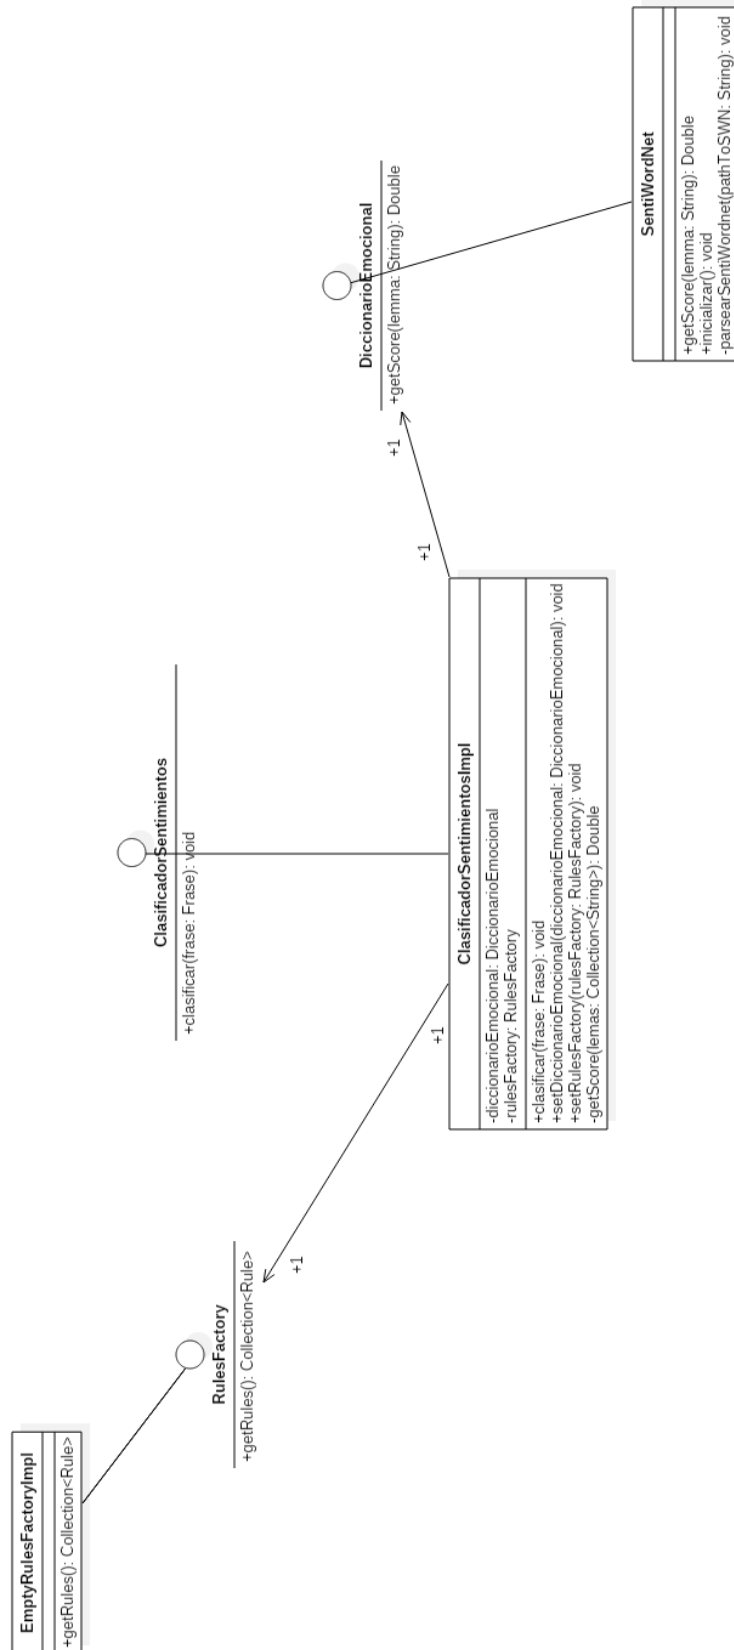 EmptyRulesFactoryImpl
+getRules(): Collection<Rule>
RulesFactory
+getRules(): Collection<Rule>
+1
+1
ClasificadorSentimientos
+clasificar(frase: Frase): void
ClasificadorSentimientosImpl
-diccionarioEmocional: DiccionarioEmocional
-rulesFactory: RulesFactory
+clasificar(frase: Frase): void
+setDiccionarioEmocional(diccionarioEmocional: DiccionarioEmocional): void
+setRulesFactory(rulesFactory: RulesFactory): void
-getScore(lemas: Collection<String>): Double
+1
+1
DiccionarioEmocional
+getScore(lemma: String): Double
SentiWordNet
+getScore(lemma: String): Double
+inicializar(): void
-parsearSentiWordnet(pathToSWN: String): void